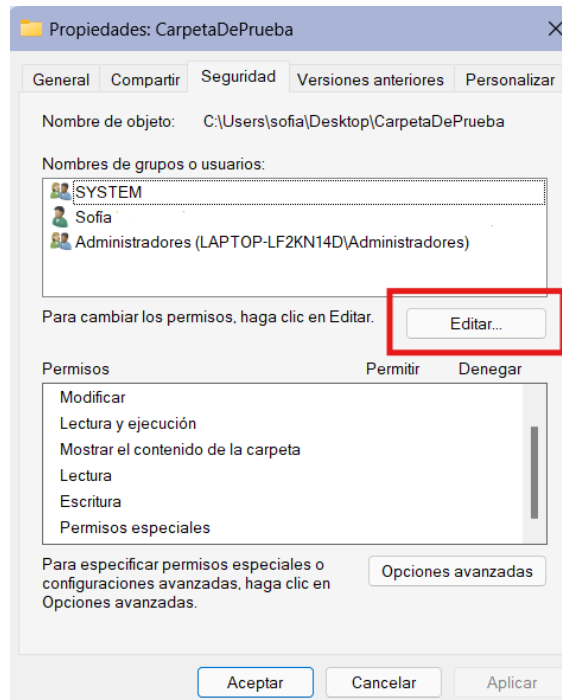 Propiedades: CarpetaDePrueba
General Compartir Seguridad Versiones anteriores Personalizar
Nombre de objeto: C:\Users\sofia\Desktop\CarpetaDePrueba
Nombres de grupos o usuarios:
SYSTEM
Sofía
Administradores (LAPTOP-LF2KN14D\Administradores)
Para cambiar los permisos, haga clic en Editar.
Editar...
Permisos Permitir Denegar
Modificar
Lectura y ejecución
Mostrar el contenido de la carpeta
Lectura
Escritura
Permisos especiales
Para especificar permisos especiales o
configuraciones avanzadas, haga clic en
Opciones avanzadas.
Opciones avanzadas
Aceptar Cancelar Aplicar